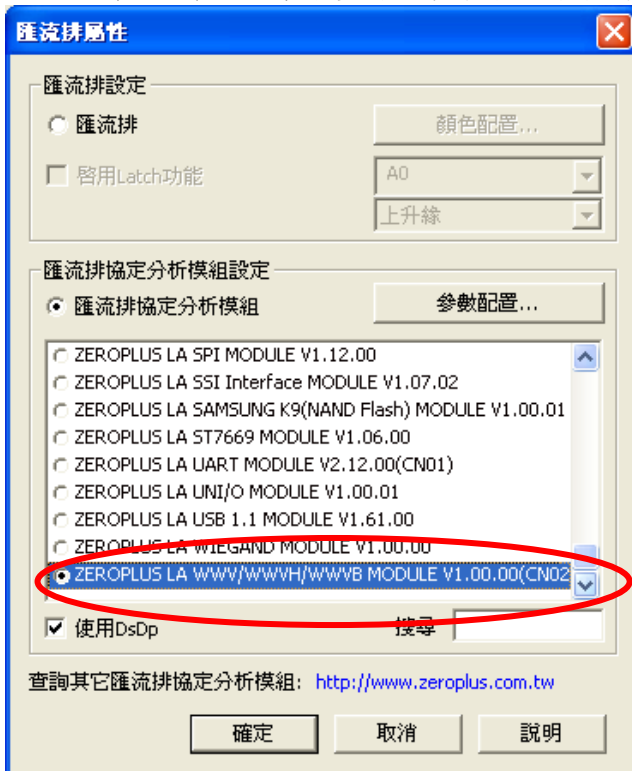 匯流排屬性
匯流排設定
匯流排 顏色配置...
啓用Latch功能 A0
上升緣
匯流排協定分析模組設定
匯流排協定分析模組 參數配置...
ZEROPLUS LA SPI MODULE V1.12.00
ZEROPLUS LA SSI Interface MODULE V1.07.02
ZEROPLUS LA SAMSUNG K9(NAND Flash) MODULE V1.00.01
ZEROPLUS LA ST7669 MODULE V1.06.00
ZEROPLUS LA UART MODULE V2.12.00(CN01)
ZEROPLUS LA UNI/O MODULE V1.00.01
ZEROPLUS LA USB 1.1 MODULE V1.61.00
ZEROPLUS LA WIEGAND MODULE V1.00.00
ZEROPLUS LA WWV/WWVH/WWVB MODULE V1.00.00(CN02
使用DsDp 搜尋
查詢其它匯流排協定分析模組: http://www.zeroplus.com.tw
確定 取消 說明